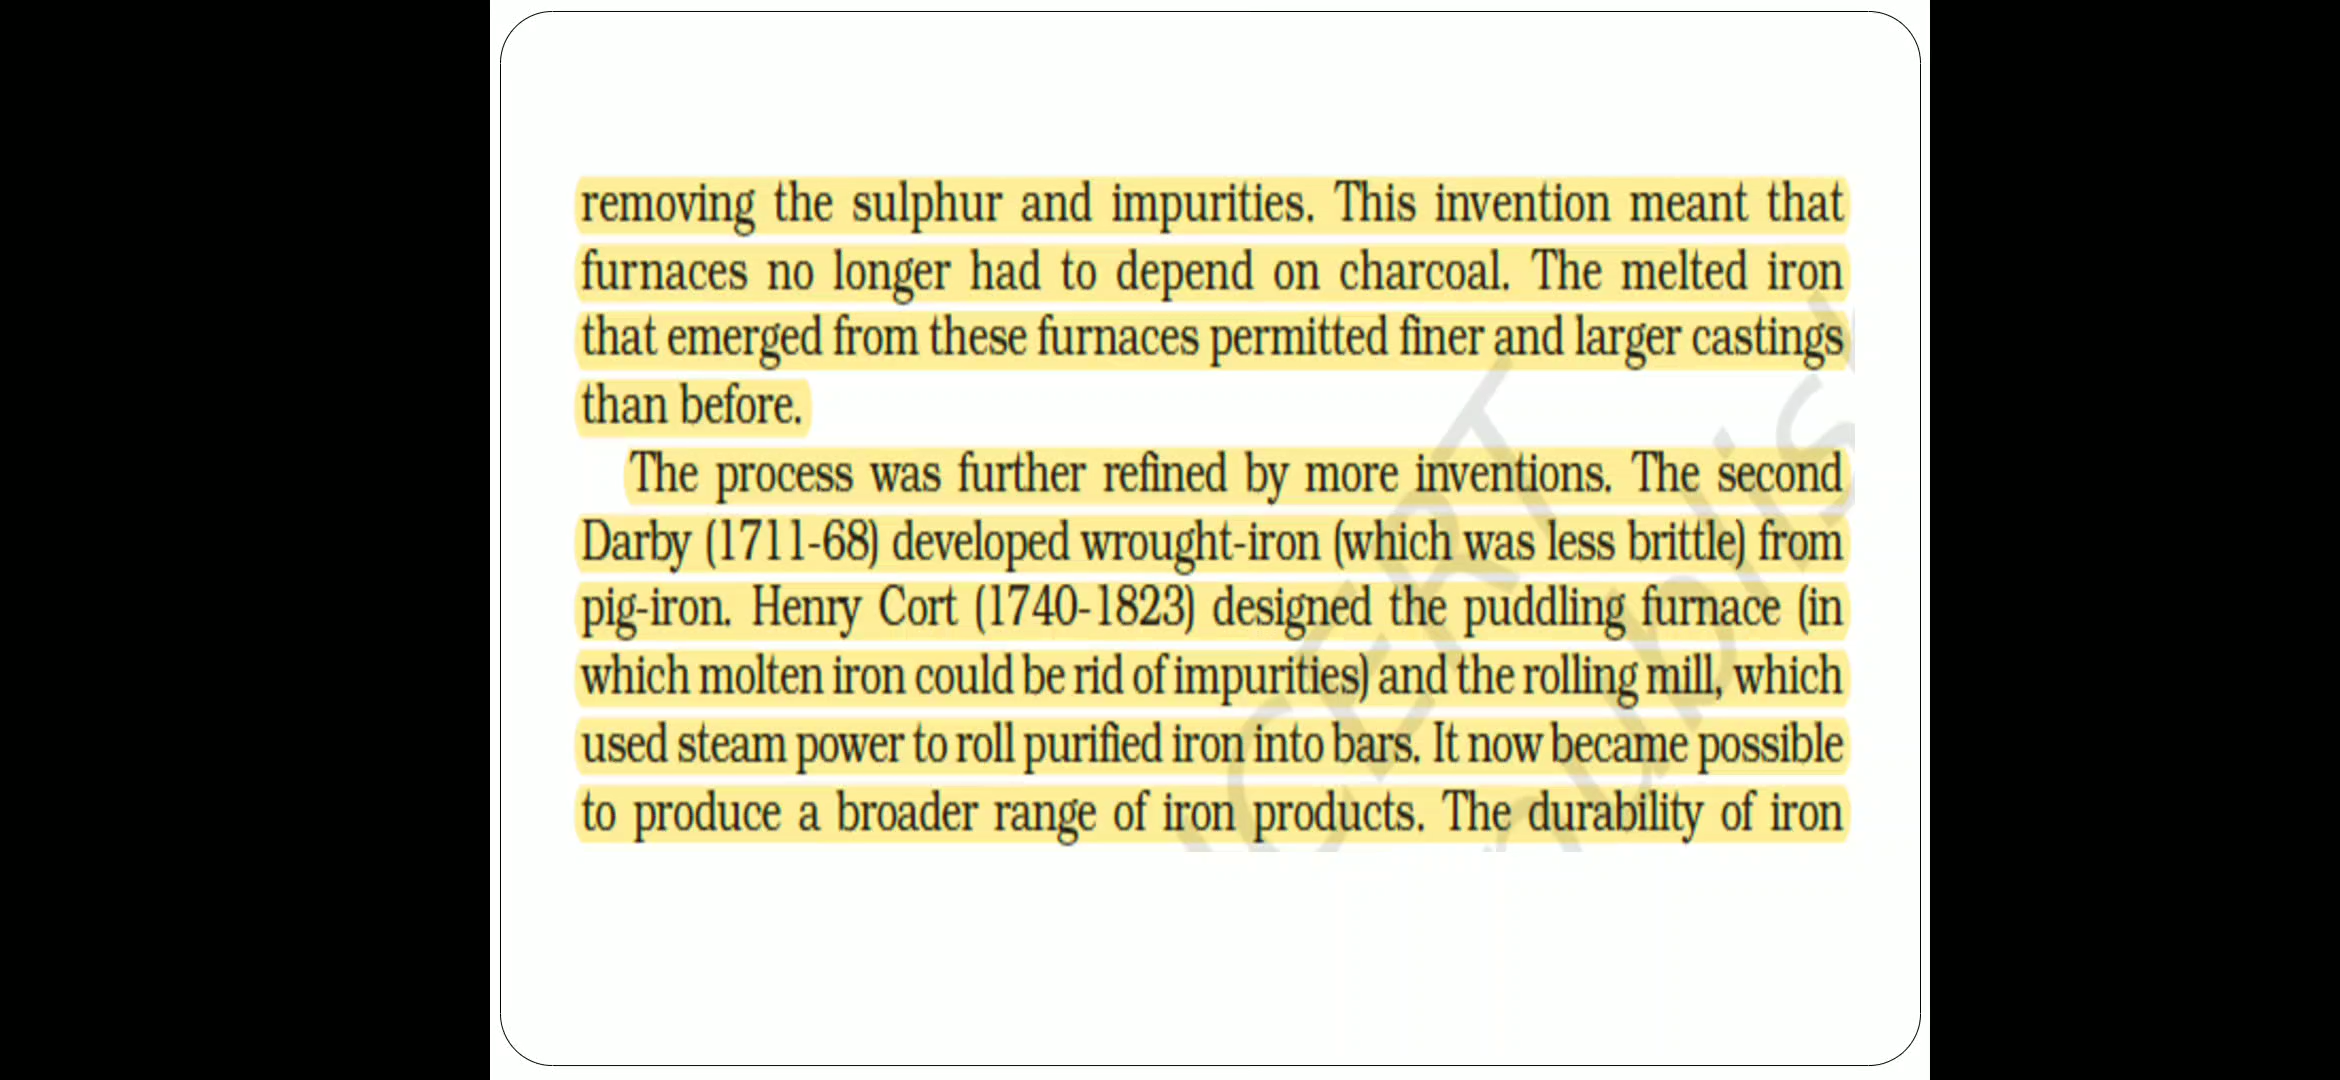 removing the sulphur and impurities. This invention meant that
furnaces no longer had to depend on charcoal. The melted iron
that emerged from these furnaces permitted finer and larger castings
than before.
The process was further refined by more inventions. The second
Darby (1711-68) developed wrought-iron (which was less brittle) from
pig-iron. Henry Cort (1740-1823) designed the puddling furnace (in
which molten iron could be rid of impurities) and the rolling mill, which
used steam power to roll purified iron into bars. It now became possible
to produce a broader range of iron products. The durability of iron